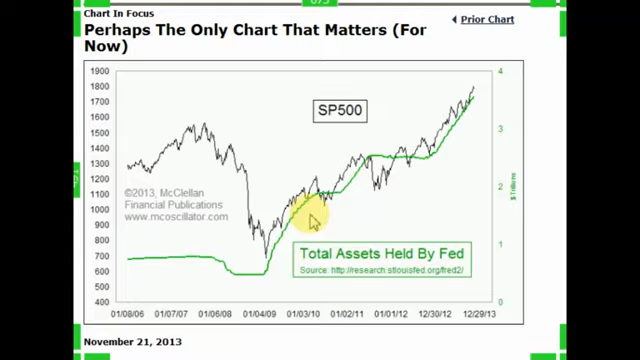 Chart In Focus
Prior Chart
Perhaps The Only Chart That Matters (For
Now)
1900
1800
1700
1600
1500
1400
1300
1200
1100
1000
900
800
700
600
500
400
4
3
2
1
0
$ Trillions
SP500
©2013, McClellan
Financial Publications
www.mcoscillator.com
Total Assets Held By Fed
Source: http://research.stlouisfed.org/fred2/
01/08/06
01/07/07
01/06/08
01/04/09
01/03/10
01/02/11
01/01/12
12/30/12
12/29/13
November 21, 2013